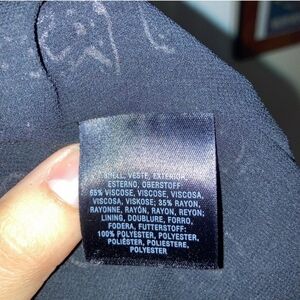 SHELL, VESTE, EXTERIOR,
ESTERNO, OBERSTOFF:
65% VISCOSE, VISCOSE, VISCOSA,
VISCOSA, VISKOSE; 35% RAYON,
RAYONNE, RAYÓN, RAYON, REYON;
LINING, DOUBLURE, FORRO,
FODERA, FUTTERSTOFF:
100% POLYESTER, POLYESTER,
POLIÉSTER, POLIESTERE,
POLYESTER